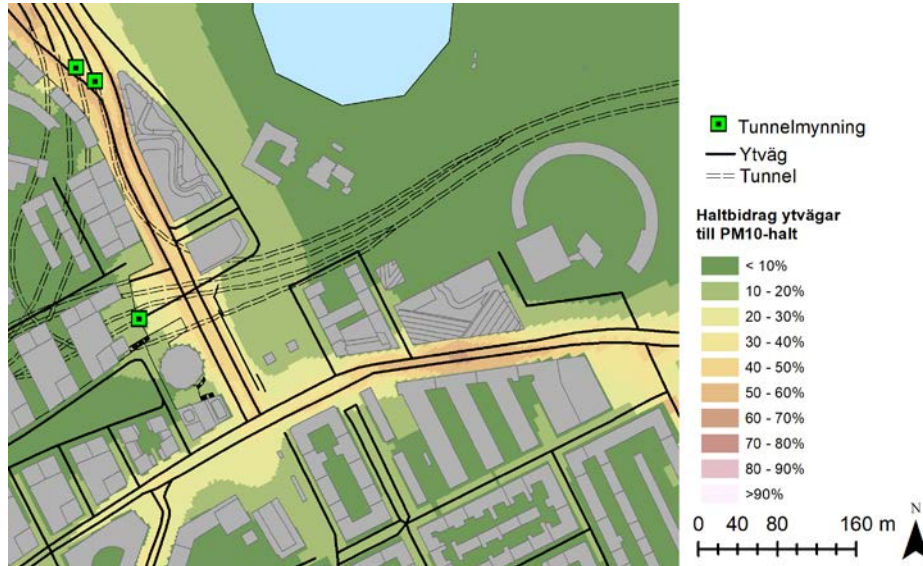 Tunnelmynning
Ytväg
Tunnel
Haltbidrag ytvägar
till PM10-halt
< 10%
10 - 20%
20 - 30%
30 - 40%
40 - 50%
50 - 60%
60 - 70%
70 - 80%
80 - 90%
>90%
N
0 40 80 160 m